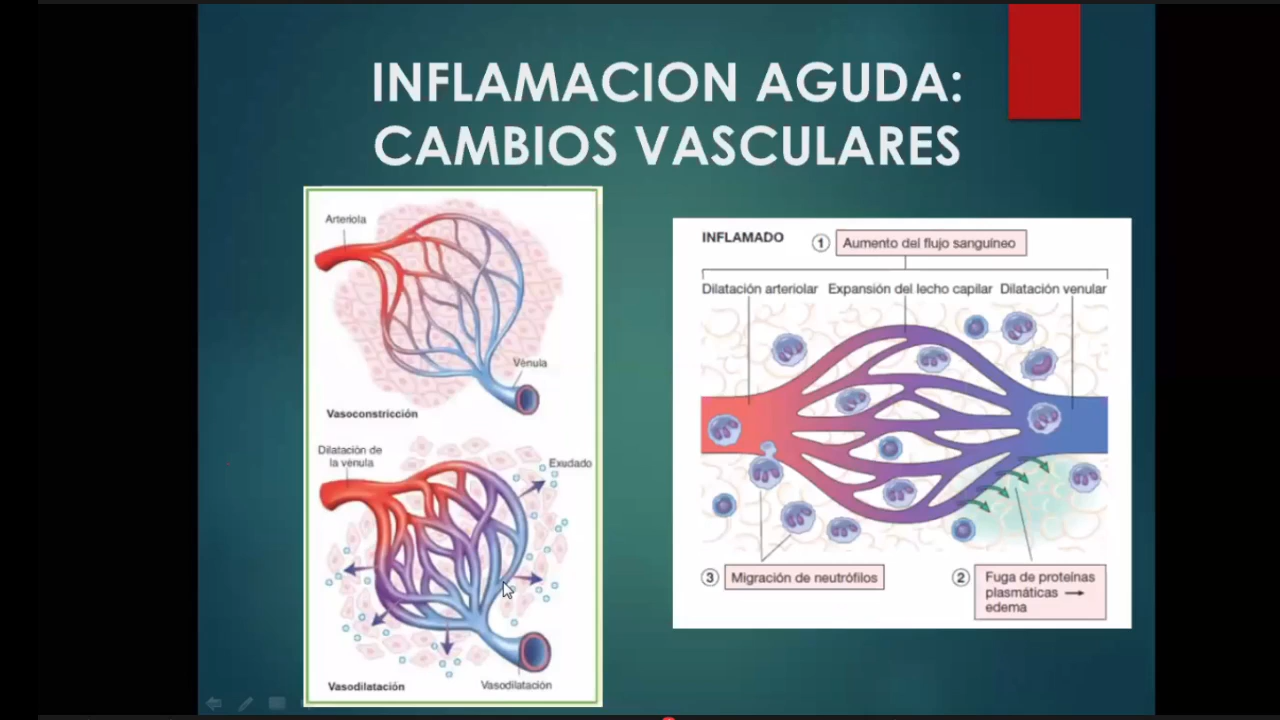 INFLAMACION AGUDA:
CAMBIOS VASCULARES
Arteriola
Vénula
Vasoconstricción
Dilatación de
la vénula
Exudado
Vasodilatación
Vasodilatación
INFLAMADO
1 Aumento del flujo sanguíneo
Dilatación arteriolar Expansión del lecho capilar Dilatación venular
3 Migración de neutrófilos
2 Fuga de proteínas
plasmáticas →
edema